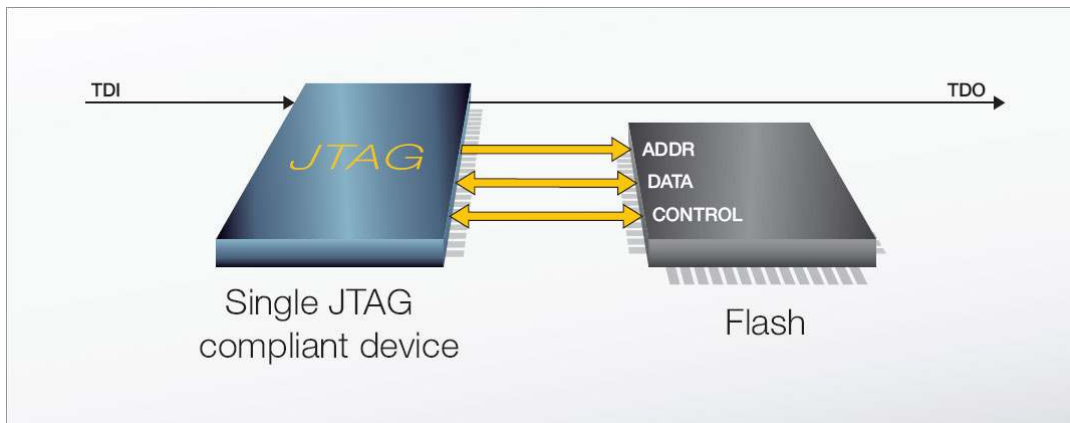 TDI
TDO
JTAG
ADDR
DATA
CONTROL
Single JTAG
compliant device
Flash